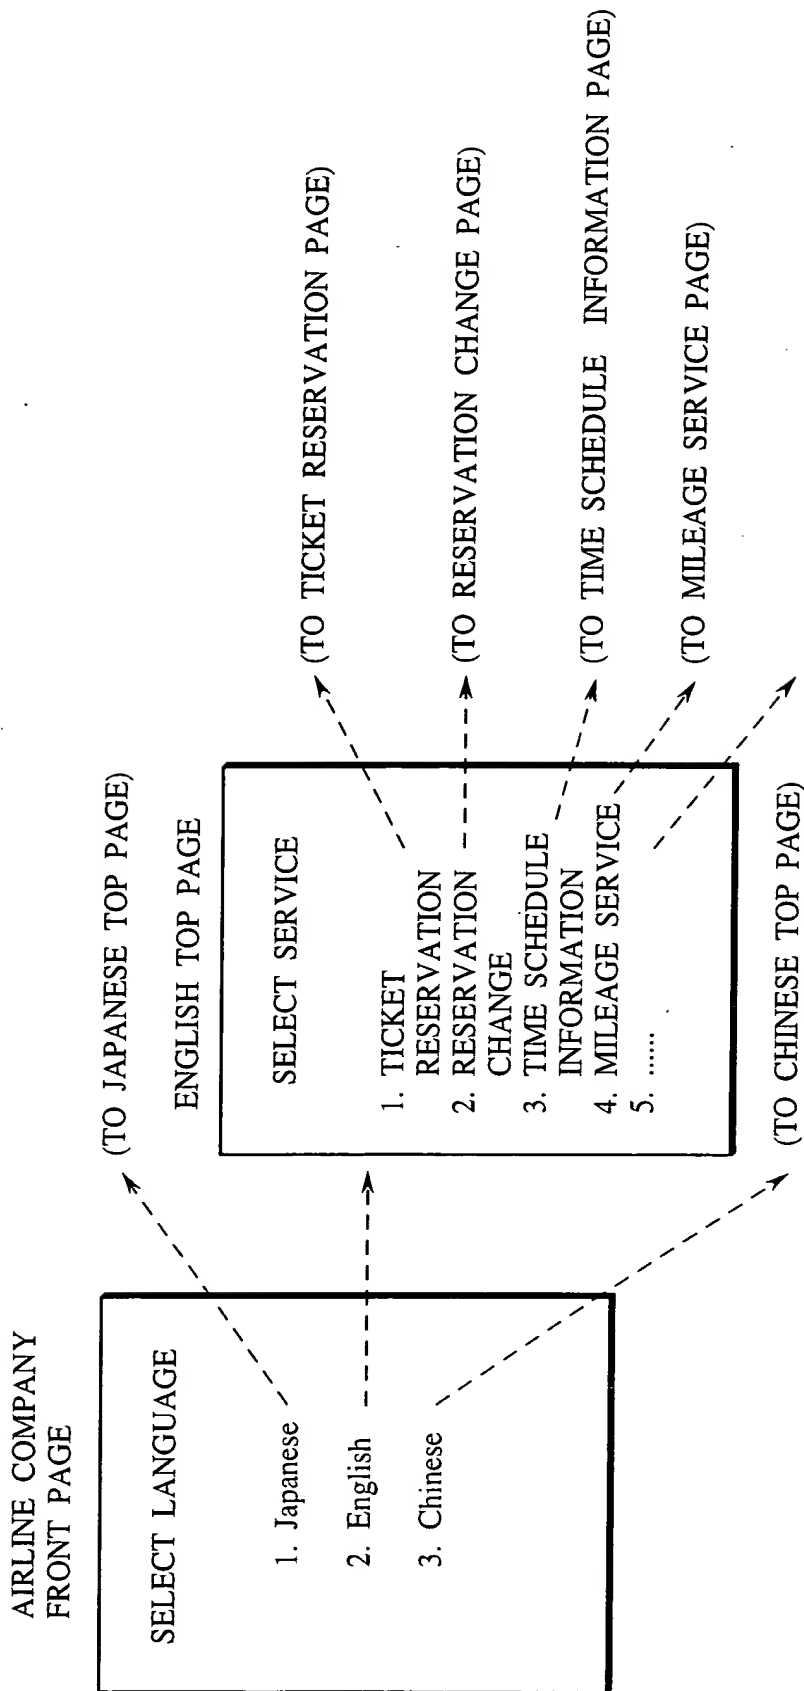 AIRLINE COMPANY
FRONT PAGE
SELECT LANGUAGE
1. Japanese
2. English
3. Chinese
(TO JAPANESE TOP PAGE)
ENGLISH TOP PAGE
SELECT SERVICE
1. TICKET
RESERVATION
2. RESERVATION
CHANGE
3. TIME SCHEDULE
INFORMATION
4. MILEAGE SERVICE
5. ......
(TO CHINESE TOP PAGE)
(TO TICKET RESERVATION PAGE)
(TO RESERVATION CHANGE PAGE)
(TO TIME SCHEDULE INFORMATION PAGE)
(TO MILEAGE SERVICE PAGE)